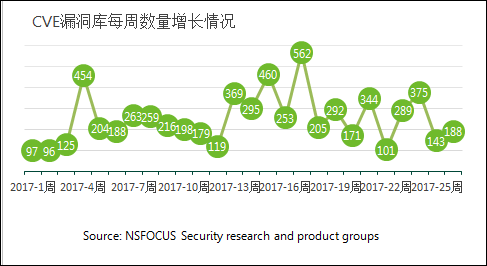 CVE漏洞库每周数量增长情况
97 96 125 454 204 188 263 259 216 198 179 119 369 295 460 253 562 205 292 171 344 101 289 375 143 188
2017-1周 2017-4周 2017-7周 2017-10周 2017-13周 2017-16周 2017-19周 2017-22周 2017-25周
Source: NSFOCUS Security research and product groups